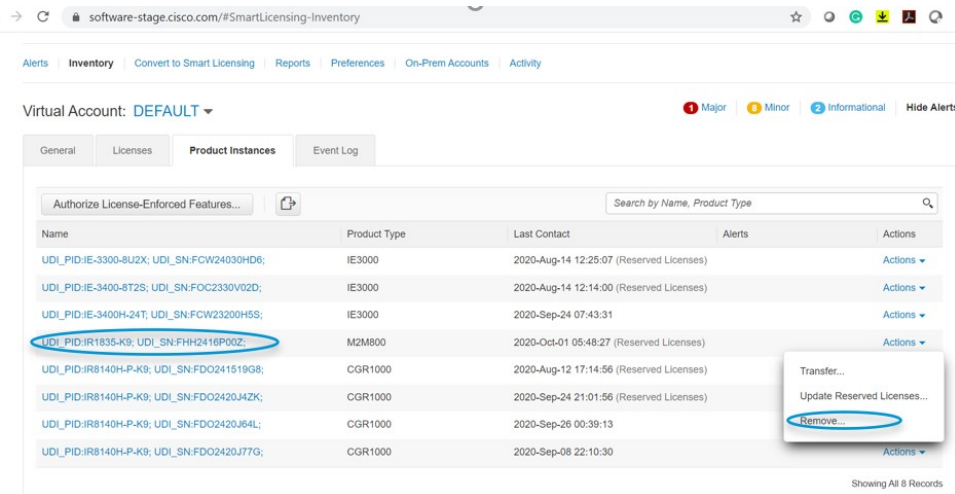 software-stage.cisco.com/#SmartLicensing-Inventory
Alerts Inventory Convert to Smart Licensing Reports Preferences On-Prem Accounts Activity
Virtual Account: DEFAULT 1 Major 8 Minor 2 Informational Hide Alerts
General Licenses Product Instances Event Log
Authorize License-Enforced Features... Search by Name, Product Type
Name Product Type Last Contact Alerts Actions
UDI_PID:IE-3300-8U2X; UDI_SN:FCW24030HD6; IE3000 2020-Aug-14 12:25:07 (Reserved Licenses) Actions
UDI_PID:IE-3400-8T2S; UDI_SN:FOC2330V02D; IE3000 2020-Aug-14 12:14:00 (Reserved Licenses) Actions
UDI_PID:IE-3400H-24T; UDI_SN:FCW23200H5S; IE3000 2020-Sep-24 07:43:31 Actions
UDI_PID:IR1835-K9; UDI_SN:FHH2416P00Z; M2M800 2020-Oct-01 05:48:27 (Reserved Licenses) Actions
UDI_PID:IR8140H-P-K9; UDI_SN:FDO241519G8; CGR1000 2020-Aug-12 17:14:56 (Reserved Licenses) Transfer...
UDI_PID:IR8140H-P-K9; UDI_SN:FDO2420J4ZK; CGR1000 2020-Sep-24 21:01:56 (Reserved Licenses) Update Reserved Licenses...
UDI_PID:IR8140H-P-K9; UDI_SN:FDO2420J64L; CGR1000 2020-Sep-26 00:39:13 Remove...
UDI_PID:IR8140H-P-K9; UDI_SN:FDO2420J77G; CGR1000 2020-Sep-08 22:10:30 Actions
Showing All 8 Records